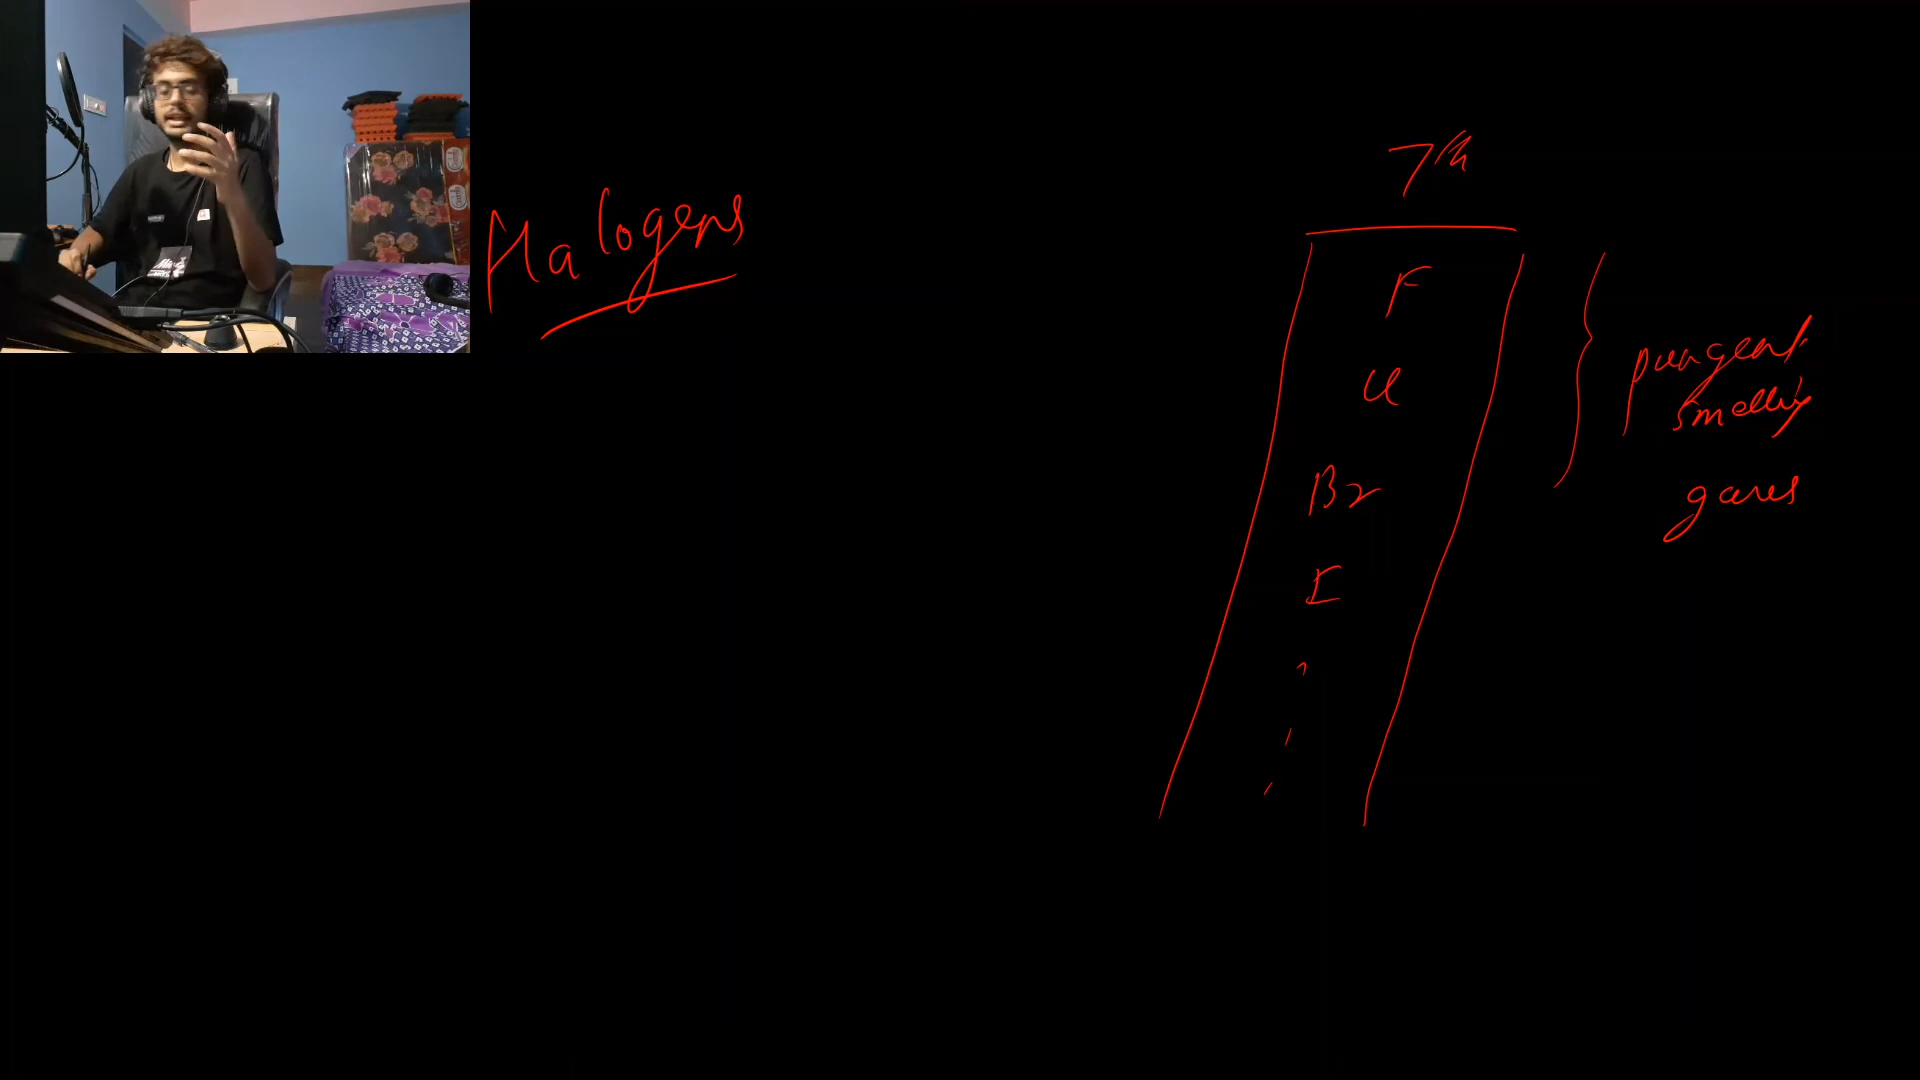 Halogens
7th
F
Cl
Br
I
pungent
smelling
gases